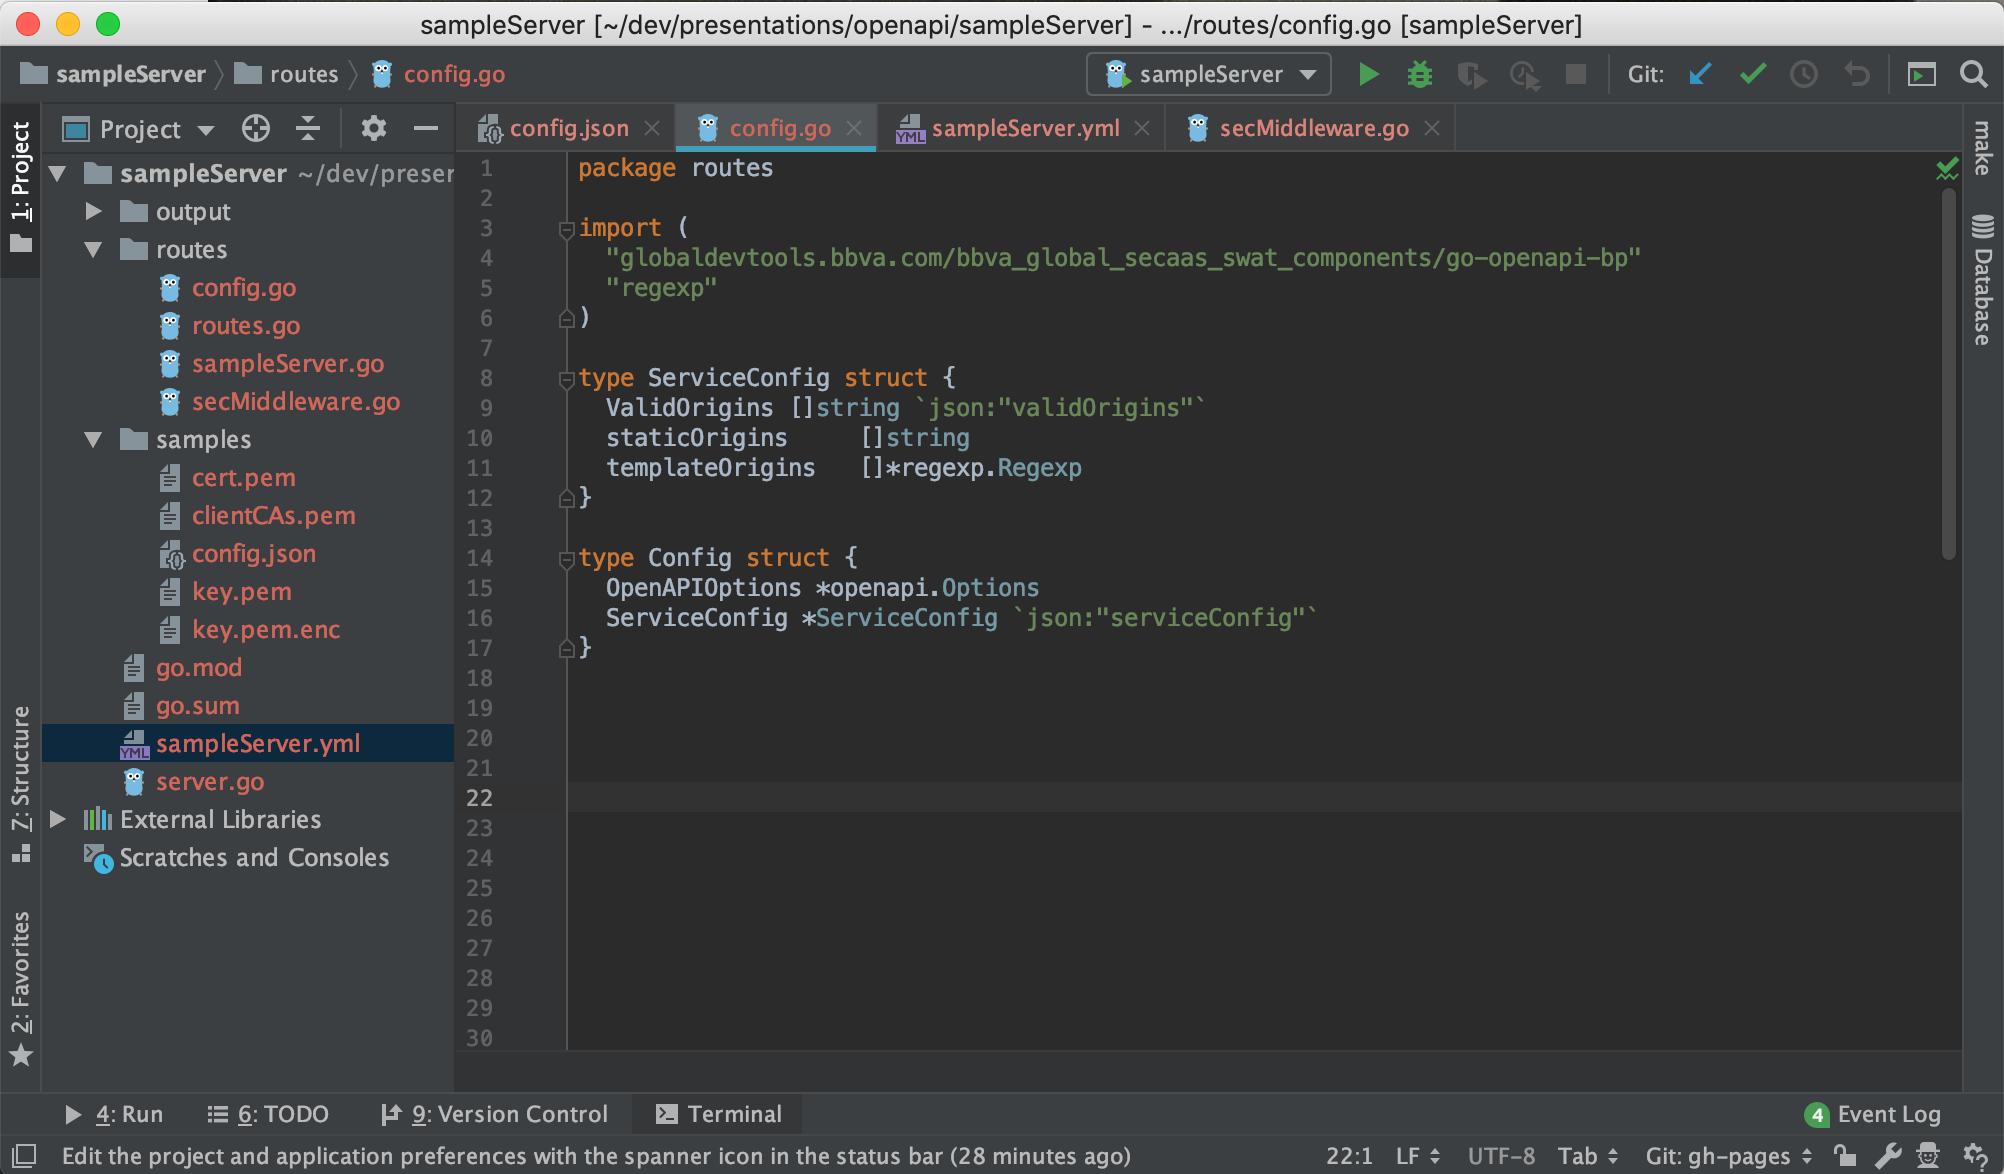 sampleServer [~/dev/presentations/openapi/sampleServer] - .../routes/config.go [sampleServer]
sampleServer routes config.go sampleServer Git:
1: Project
Project
config.json config.go sampleServer.yml secMiddleware.go
sampleServer ~/dev/preser
output
routes
config.go
routes.go
sampleServer.go
secMiddleware.go
samples
cert.pem
clientCAs.pem
config.json
key.pem
key.pem.enc
go.mod
go.sum
YML sampleServer.yml
server.go
External Libraries
Scratches and Consoles
7: Structure
2: Favorites
1 package routes
2
3 import (
4 "globaldevtools.bbva.com/bbva_global_secaas_swat_components/go-openapi-bp"
5 "regexp"
6 )
7
8 type ServiceConfig struct {
9 ValidOrigins []string `json:"validOrigins"`
10 staticOrigins []string
11 templateOrigins []*regexp.Regexp
12 }
13
14 type Config struct {
15 OpenAPIOptions *openapi.Options
16 ServiceConfig *ServiceConfig `json:"serviceConfig"`
17 }
18
19
20
21
22
23
24
25
26
27
28
29
30
make
Database
4: Run 6: TODO 9: Version Control Terminal 4 Event Log
Edit the project and application preferences with the spanner icon in the status bar (28 minutes ago) 22:1 LF UTF-8 Tab Git: gh-pages